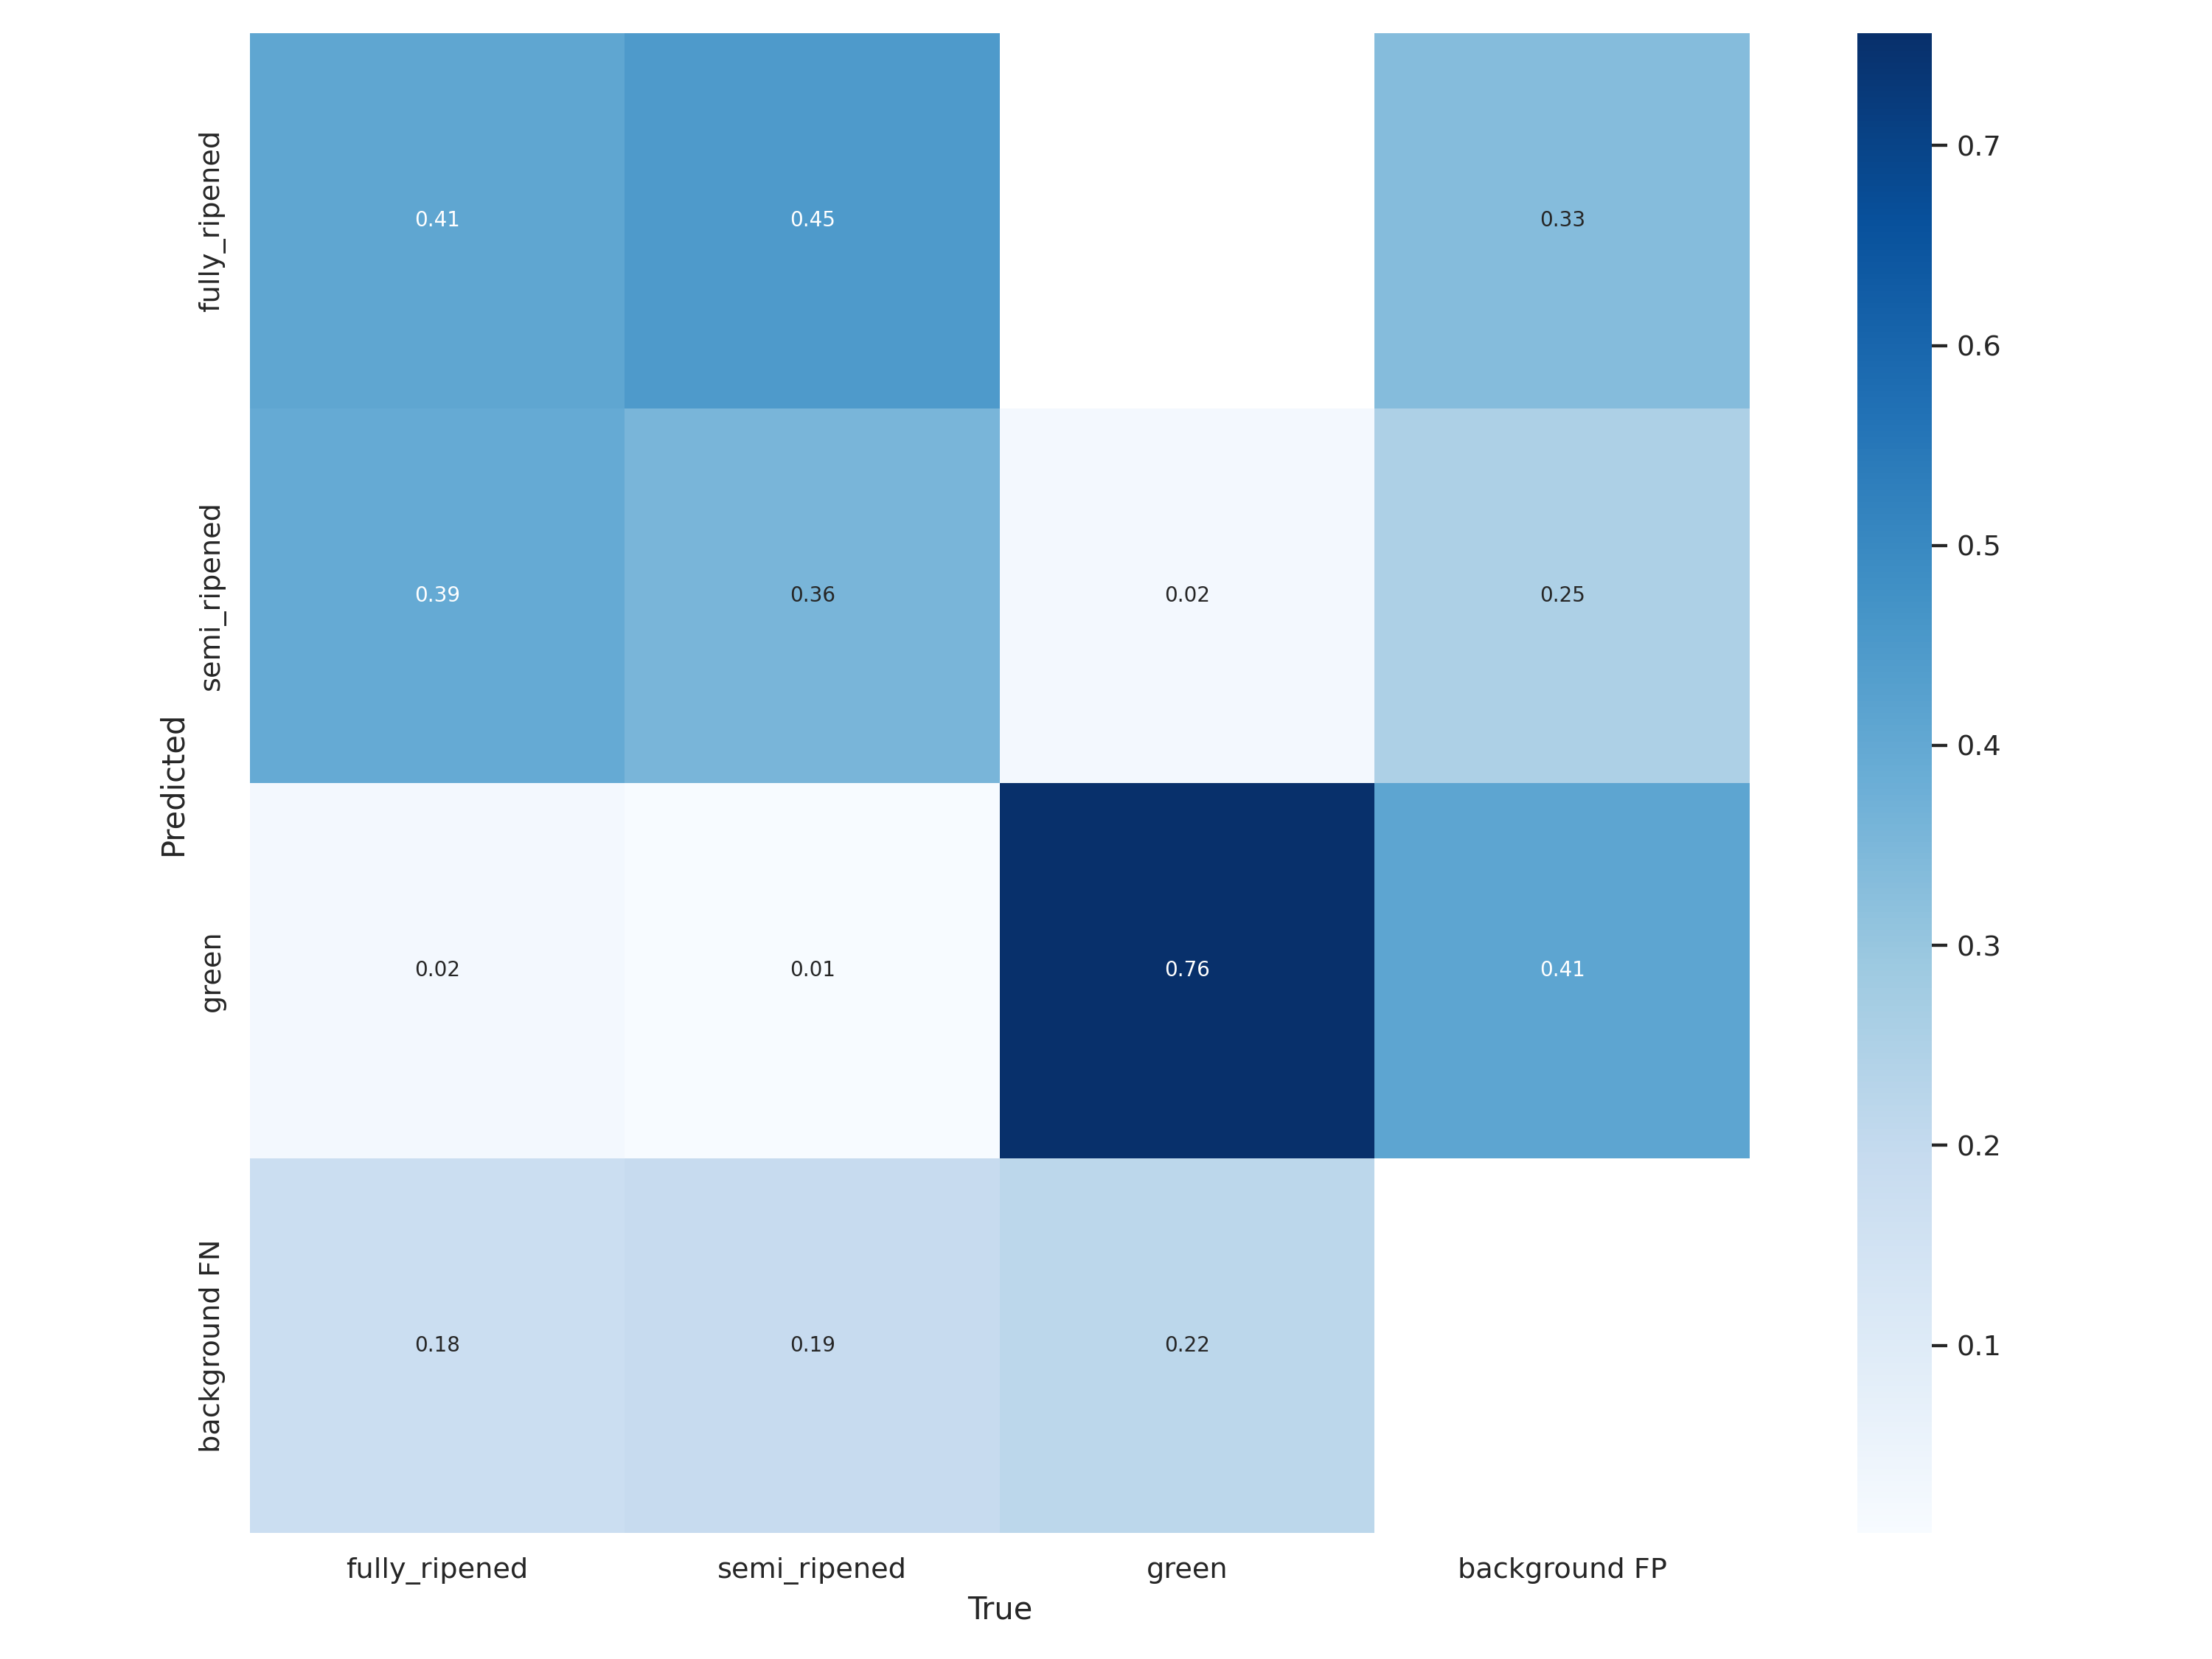 Predicted
fully_ripened
0.41 0.45 0.33
semi_ripened
0.39 0.36 0.02 0.25
green
0.02 0.01 0.76 0.41
background FN
0.18 0.19 0.22
fully_ripened semi_ripened green background FP
True
0.7
0.6
0.5
0.4
0.3
0.2
0.1